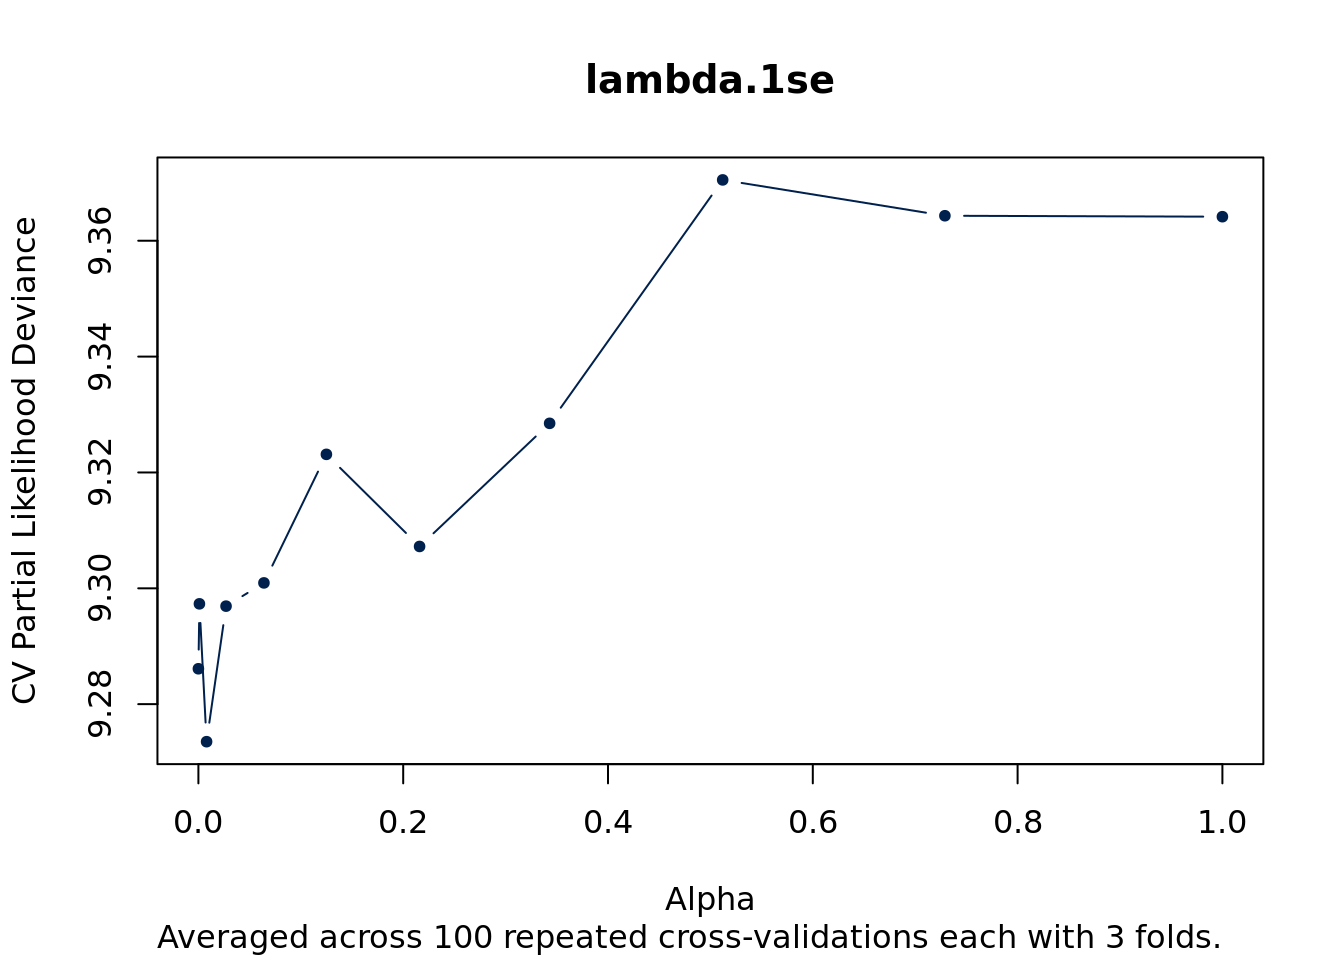 lambda.1se
CV Partial Likelihood Deviance
9.36
9.34
9.32
9.30
9.28
0.0 0.2 0.4 0.6 0.8 1.0
Alpha
Averaged across 100 repeated cross-validations each with 3 folds.